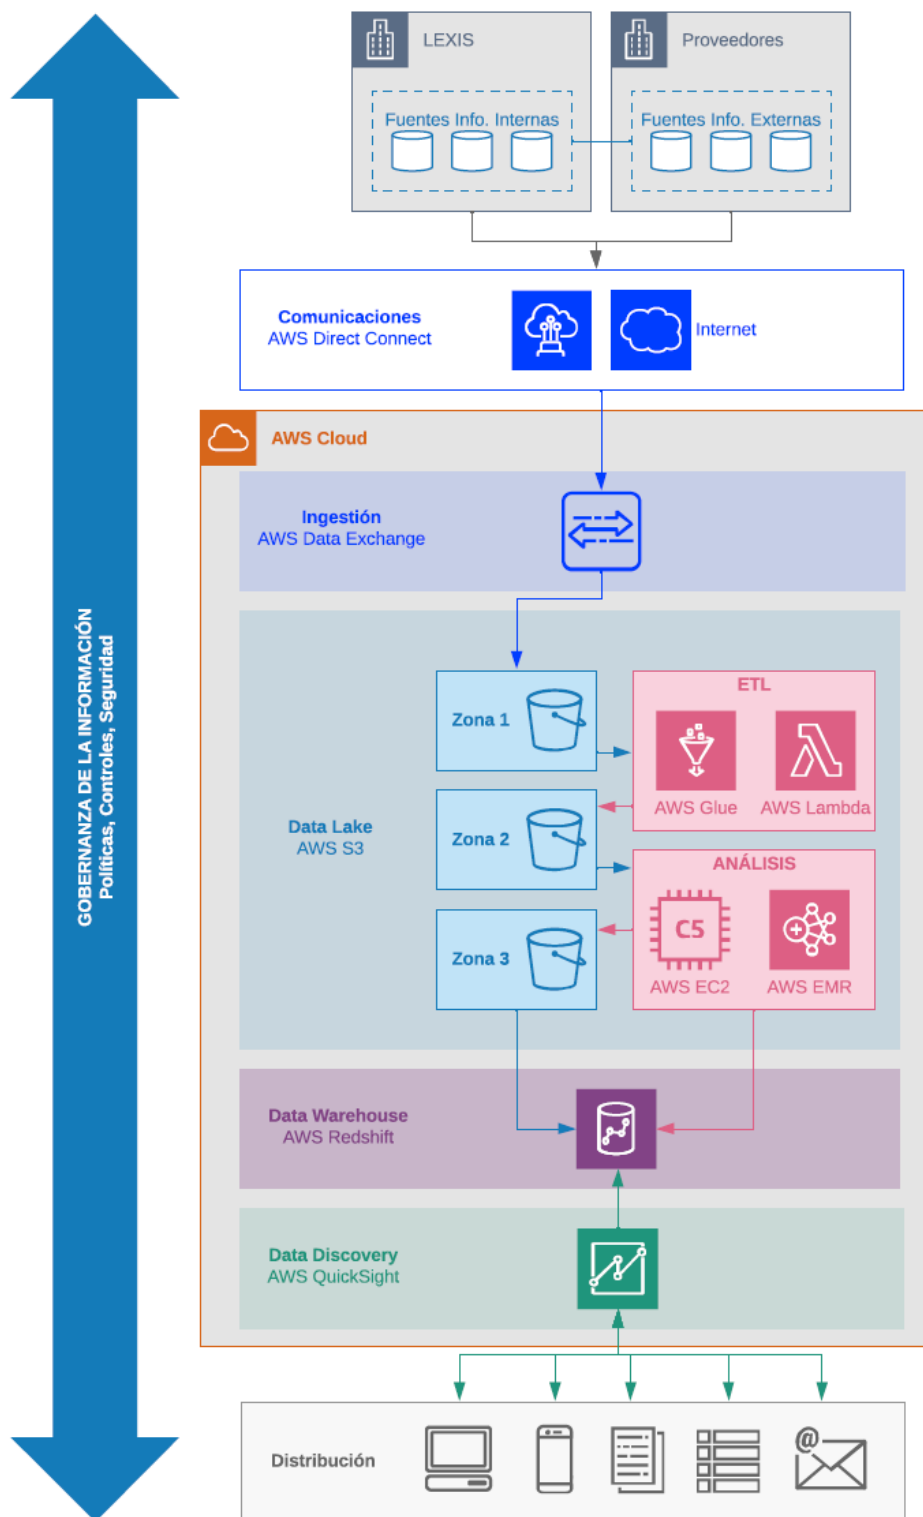 LEXIS
Proveedores
Fuentes Info. Internas
Fuentes Info. Externas
Comunicaciones
AWS Direct Connect
Internet
AWS Cloud
Ingestión
AWS Data Exchange
GOBERNANZA DE LA INFORMACIÓN
Políticas, Controles, Seguridad
Data Lake
AWS S3
Zona 1
Zona 2
Zona 3
ETL
AWS Glue
AWS Lambda
ANÁLISIS
C5
AWS EC2
AWS EMR
Data Warehouse
AWS Redshift
Data Discovery
AWS QuickSight
Distribución
@